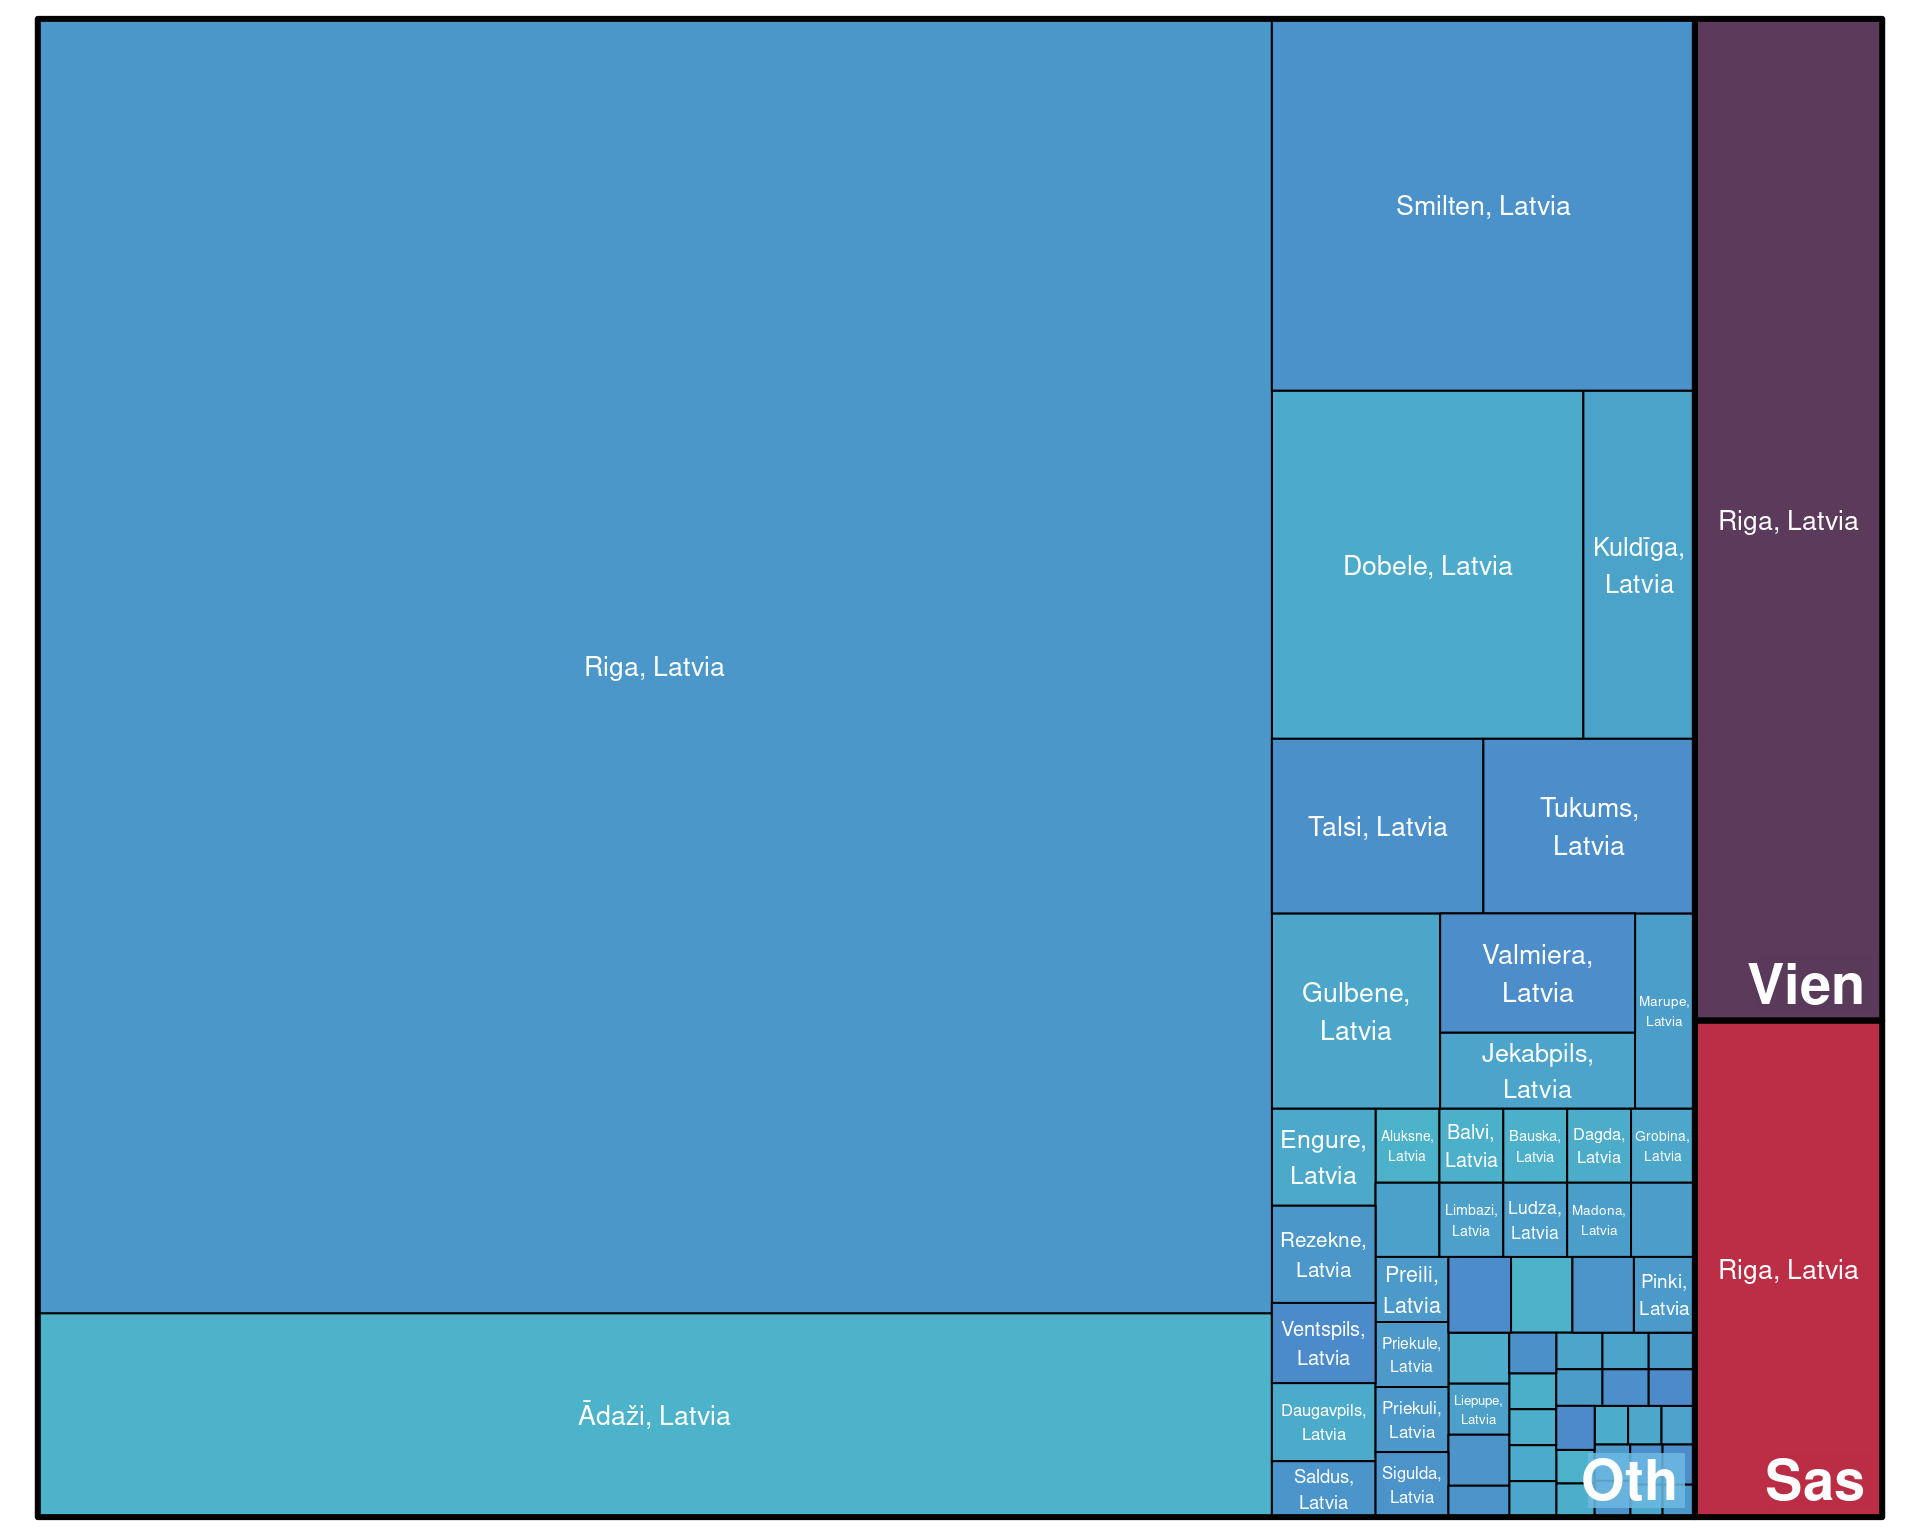 Riga, Latvia
Ādaži, Latvia
Smilten, Latvia
Dobele, Latvia
Kuldīga,
Latvia
Talsi, Latvia
Tukums,
Latvia
Gulbene,
Latvia
Valmiera,
Latvia
Jekabpils,
Latvia
Marupe,
Latvia
Engure,
Latvia
Rezekne,
Latvia
Ventspils,
Latvia
Daugavpils,
Latvia
Saldus,
Latvia
Aluksne,
Latvia
Balvi,
Latvia
Bauska,
Latvia
Dagda,
Latvia
Grobina,
Latvia
Limbazi,
Latvia
Ludza,
Latvia
Madona,
Latvia
Preili,
Latvia
Priekule,
Latvia
Priekuli,
Latvia
Sigulda,
Latvia
Pinki,
Latvia
Liepupe,
Latvia
Oth
Riga, Latvia
Vien
Riga, Latvia
Sas